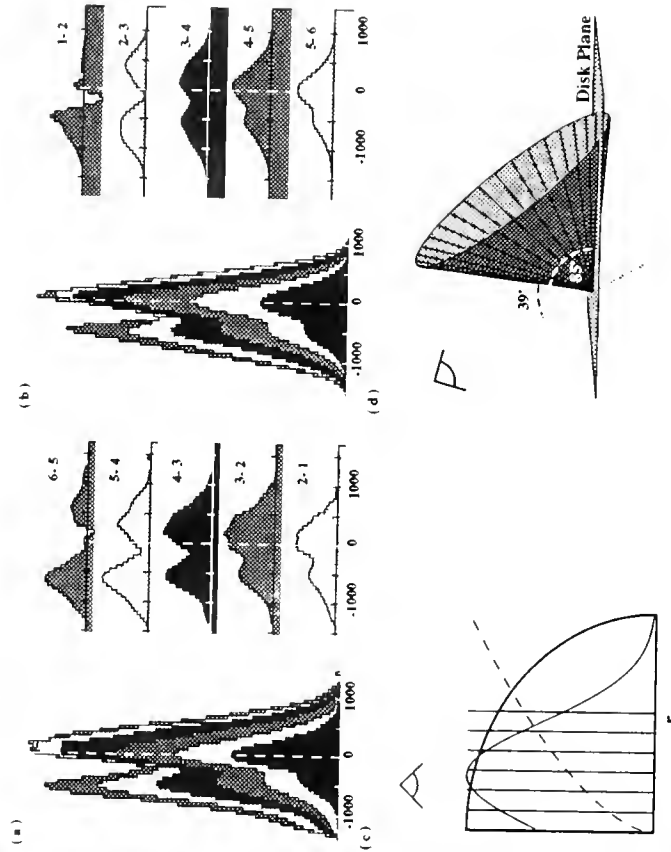 ( a )
6- 5
5- 4
4- 3
3- 2
2- 1
-1000 0 1000
-1000 0 1000
( b )
1- 2
2- 3
3- 4
4- 5
5- 6
-1000 0 1000
-1000 0 1000
( c )
r
( d )
39°
Disk Plane